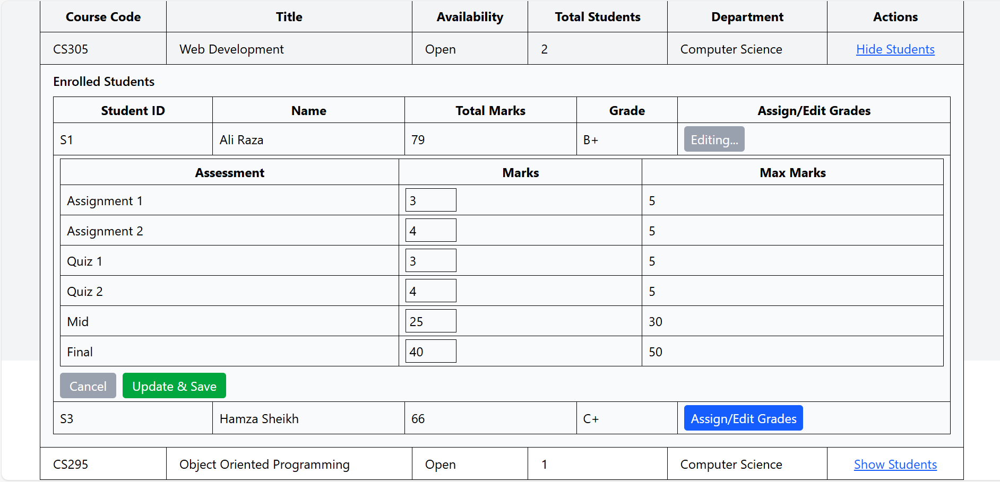 Course Code Title Availability Total Students Department Actions
CS305 Web Development Open 2 Computer Science Hide Students
Enrolled Students
Student ID Name Total Marks Grade Assign/Edit Grades
S1 Ali Raza 79 B+ Editing...
Assessment Marks Max Marks
Assignment 1 3 5
Assignment 2 4 5
Quiz 1 3 5
Quiz 2 4 5
Mid 25 30
Final 40 50
Cancel Update & Save
S3 Hamza Sheikh 66 C+ Assign/Edit Grades
CS295 Object Oriented Programming Open 1 Computer Science Show Students